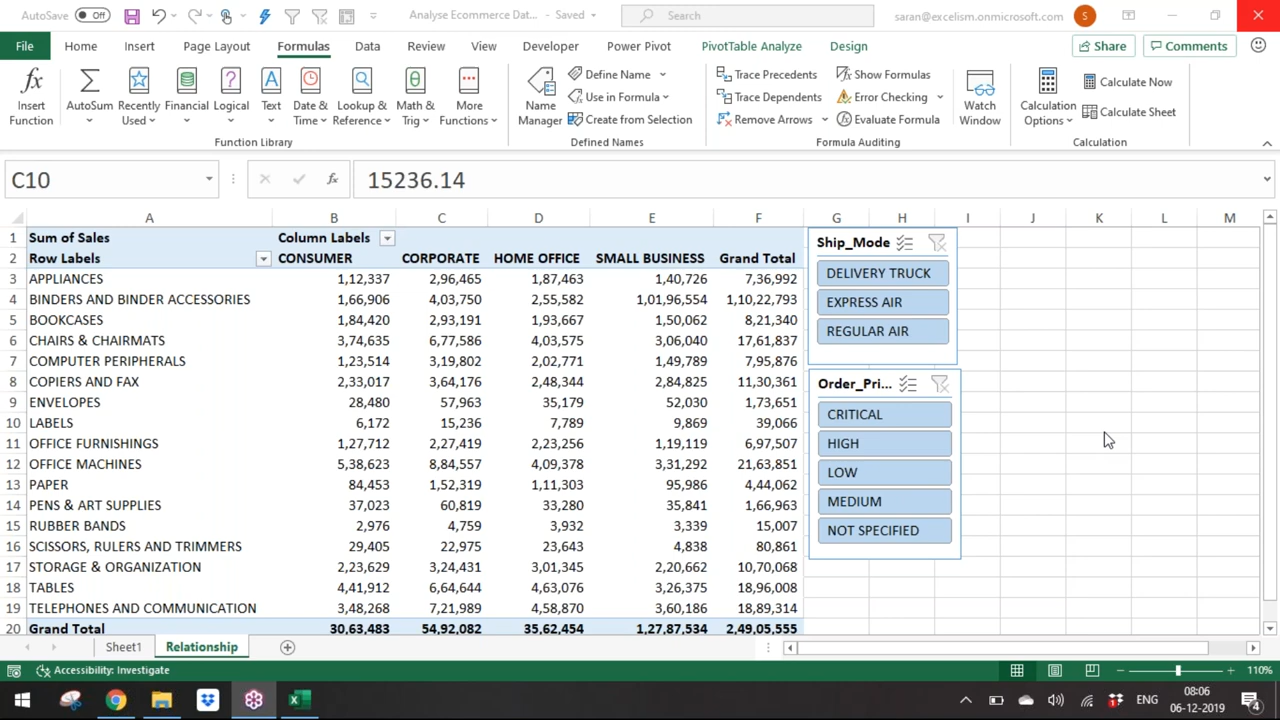 AutoSave Off Analyse Ecommerce Dat... - Saved Search saran@excelism.onmicrosoft.com S
File Home Insert Page Layout Formulas Data Review View Developer Power Pivot PivotTable Analyze Design Share Comments
Insert Function AutoSum Recently Used Financial Logical Text Date & Time Lookup & Reference Math & Trig More Functions
Name Manager Define Name Use in Formula Create from Selection
Trace Precedents Trace Dependents Remove Arrows Show Formulas Error Checking Evaluate Formula Watch Window
Calculation Options Calculate Now Calculate Sheet
Function Library Defined Names Formula Auditing Calculation
C10 fx 15236.14
A B C D E F G H I J K L M
1 Sum of Sales Column Labels
2 Row Labels CONSUMER CORPORATE HOME OFFICE SMALL BUSINESS Grand Total
3 APPLIANCES 1,12,337 2,96,465 1,87,463 1,40,726 7,36,992
4 BINDERS AND BINDER ACCESSORIES 1,66,906 4,03,750 2,55,582 1,01,96,554 1,10,22,793
5 BOOKCASES 1,84,420 2,93,191 1,93,667 1,50,062 8,21,340
6 CHAIRS & CHAIRMATS 3,74,635 6,77,586 4,03,575 3,06,040 17,61,837
7 COMPUTER PERIPHERALS 1,23,514 3,19,802 2,02,771 1,49,789 7,95,876
8 COPIERS AND FAX 2,33,017 3,64,176 2,48,344 2,84,825 11,30,361
9 ENVELOPES 28,480 57,963 35,179 52,030 1,73,651
10 LABELS 6,172 15,236 7,789 9,869 39,066
11 OFFICE FURNISHINGS 1,27,712 2,27,419 2,23,256 1,19,119 6,97,507
12 OFFICE MACHINES 5,38,623 8,84,557 4,09,378 3,31,292 21,63,851
13 PAPER 84,453 1,52,319 1,11,303 95,986 4,44,062
14 PENS & ART SUPPLIES 37,023 60,819 33,280 35,841 1,66,963
15 RUBBER BANDS 2,976 4,759 3,932 3,339 15,007
16 SCISSORS, RULERS AND TRIMMERS 29,405 22,975 23,643 4,838 80,861
17 STORAGE & ORGANIZATION 2,23,629 3,24,431 3,01,345 2,20,662 10,70,068
18 TABLES 4,41,912 6,64,644 4,63,076 3,26,375 18,96,008
19 TELEPHONES AND COMMUNICATION 3,48,268 7,21,989 4,58,870 3,60,186 18,89,314
20 Grand Total 30,63,483 54,92,082 35,62,454 1,27,87,534 2,49,05,555
Ship_Mode
DELIVERY TRUCK
EXPRESS AIR
REGULAR AIR
Order_Pri...
CRITICAL
HIGH
LOW
MEDIUM
NOT SPECIFIED
Sheet1 Relationship
Accessibility: Investigate 110%
ENG 08:06
06-12-2019 4